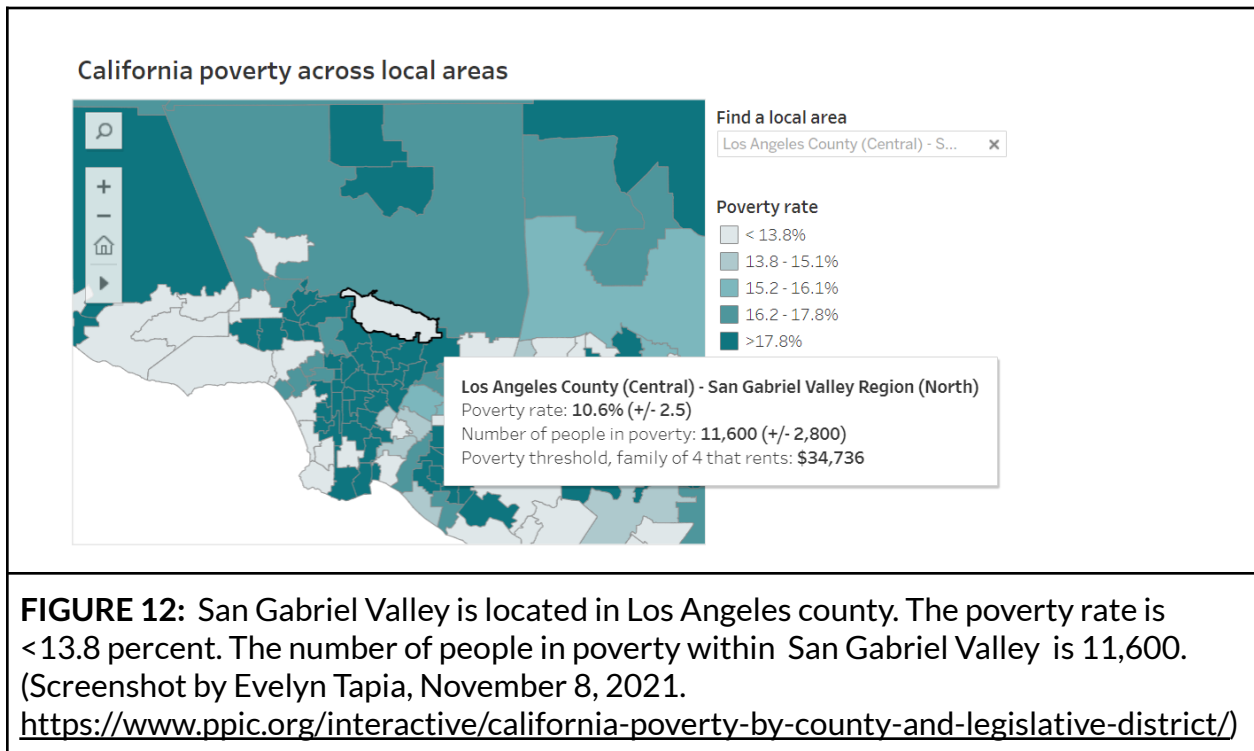 California poverty across local areas
Find a local area
Los Angeles County (Central) - S...
Poverty rate
< 13.8%
13.8 - 15.1%
15.2 - 16.1%
16.2 - 17.8%
>17.8%
Los Angeles County (Central) - San Gabriel Valley Region (North)
Poverty rate: 10.6% (+/- 2.5)
Number of people in poverty: 11,600 (+/- 2,800)
Poverty threshold, family of 4 that rents: $34,736
FIGURE 12: San Gabriel Valley is located in Los Angeles county. The poverty rate is
<13.8 percent. The number of people in poverty within San Gabriel Valley is 11,600.
(Screenshot by Evelyn Tapia, November 8, 2021.
https://www.ppic.org/interactive/california-poverty-by-county-and-legislative-district/)